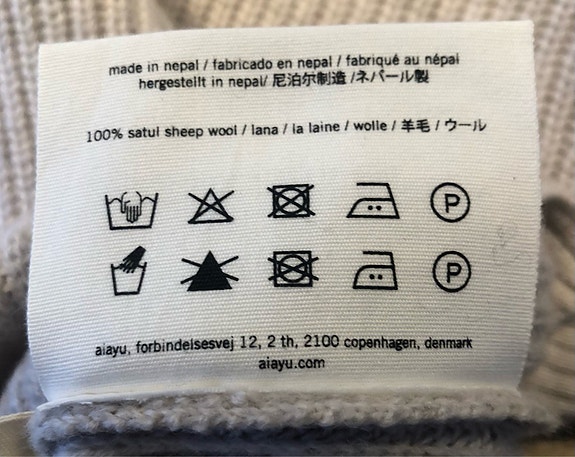 made in nepal / fabricado en nepal / fabriqué au népal
hergestellt in nepal/ 尼泊尔制造 /ネパール製
100% satul sheep wool / lana / la laine / wolle / 羊毛 / ウール
P
P
aiayu, forbindelsesvej 12, 2 th, 2100 copenhagen, denmark
aiayu.com